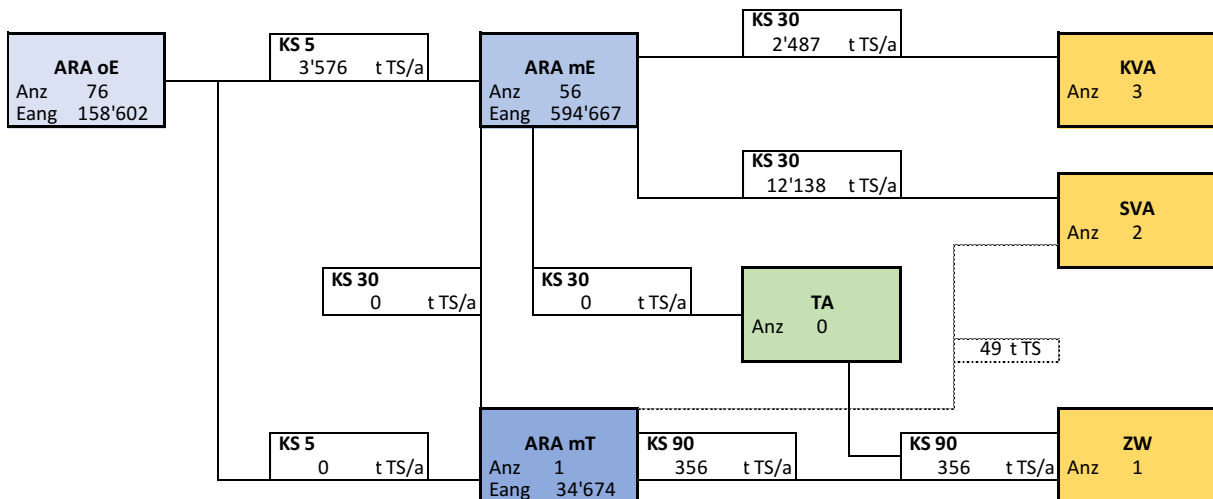 KS 30
2'487 t TS/a
ARA oE
Anz 76
Eang 158'602
KS 5
3'576 t TS/a
ARA mE
Anz 56
Eang 594'667
KVA
Anz 3
KS 30
12'138 t TS/a
SVA
Anz 2
KS 30
0 t TS/a
KS 30
0 t TS/a
TA
Anz 0
49 t TS
KS 5
0 t TS/a
ARA mT
Anz 1
Eang 34'674
KS 90
356 t TS/a
KS 90
356 t TS/a
ZW
Anz 1